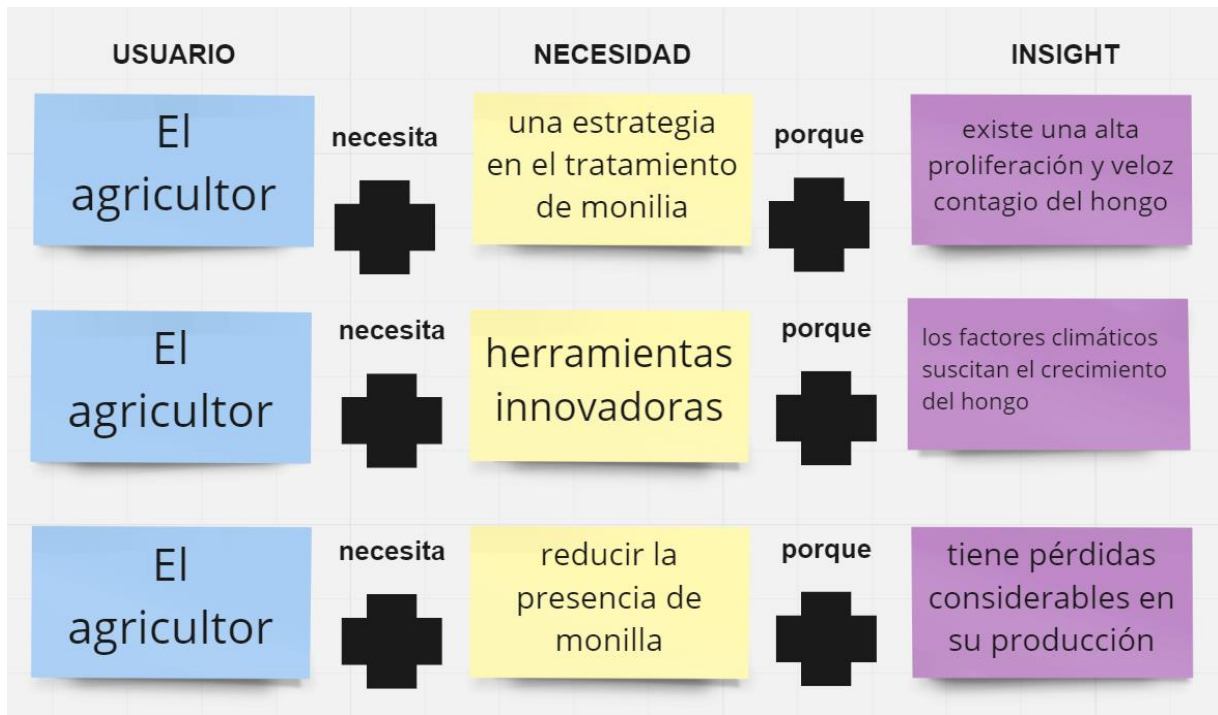 USUARIO NECESIDAD INSIGHT
El
agricultor
necesita
una estrategia
en el tratamiento
de monilia
porque
existe una alta
proliferación y veloz
contagio del hongo
El
agricultor
necesita
herramientas
innovadoras
porque
los factores climáticos
suscitan el crecimiento
del hongo
El
agricultor
necesita
reducir la
presencia de
monilla
porque
tiene pérdidas
considerables en
su producción